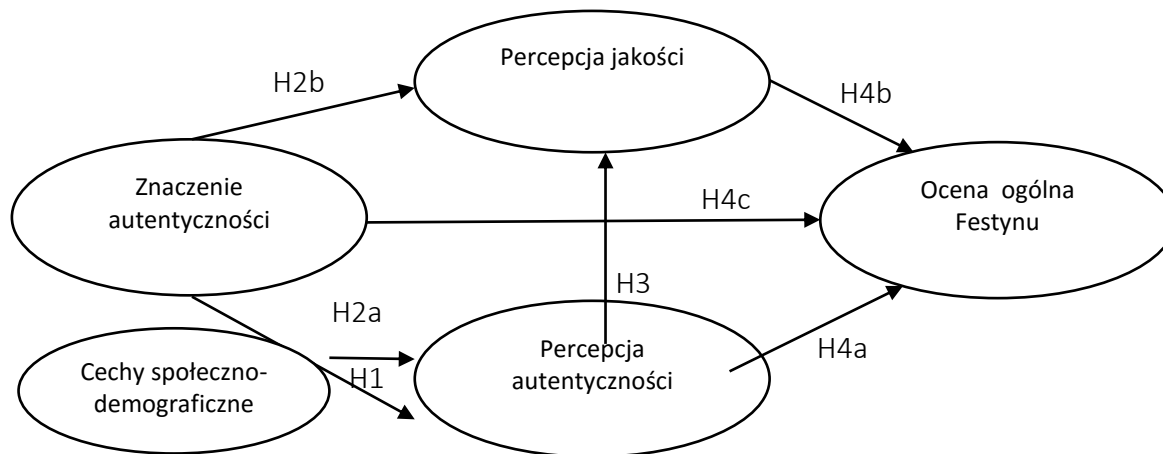 Percepcja jakości
H2b
H4b
Znaczenie
autentyczności
H4c
Ocena ogólna
Festynu
H3
H2a
Cechy społeczno-
demograficzne
H1
Percepcja
autentyczności
H4a